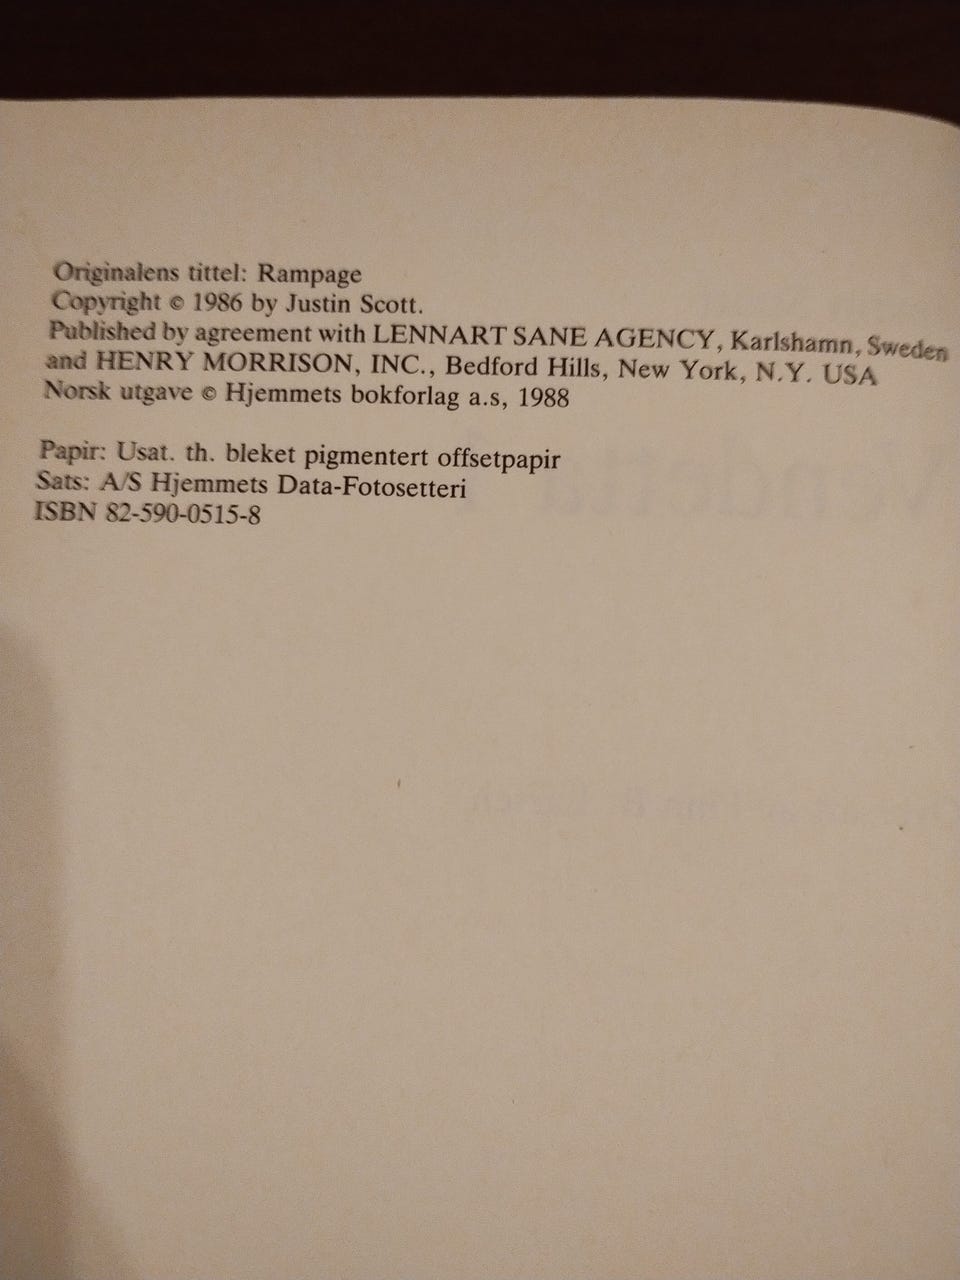 Originalens tittel: Rampage
Copyright © 1986 by Justin Scott.
Published by agreement with LENNART SANE AGENCY, Karlshamn, Sweden
and HENRY MORRISON, INC., Bedford Hills, New York, N.Y. USA
Norsk utgave © Hjemmets bokforlag a.s, 1988
Papir: Usat. th. bleket pigmentert offsetpapir
Sats: A/S Hjemmets Data-Fotosetteri
ISBN 82-590-0515-8